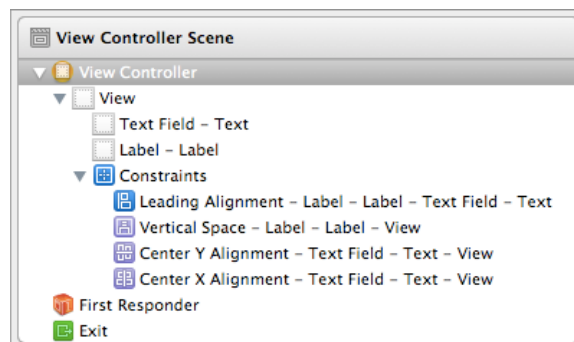 View Controller Scene
View Controller
View
Text Field – Text
Label – Label
Constraints
Leading Alignment – Label – Label – Text Field – Text
Vertical Space – Label – Label – View
Center Y Alignment – Text Field – Text – View
Center X Alignment – Text Field – Text – View
First Responder
Exit